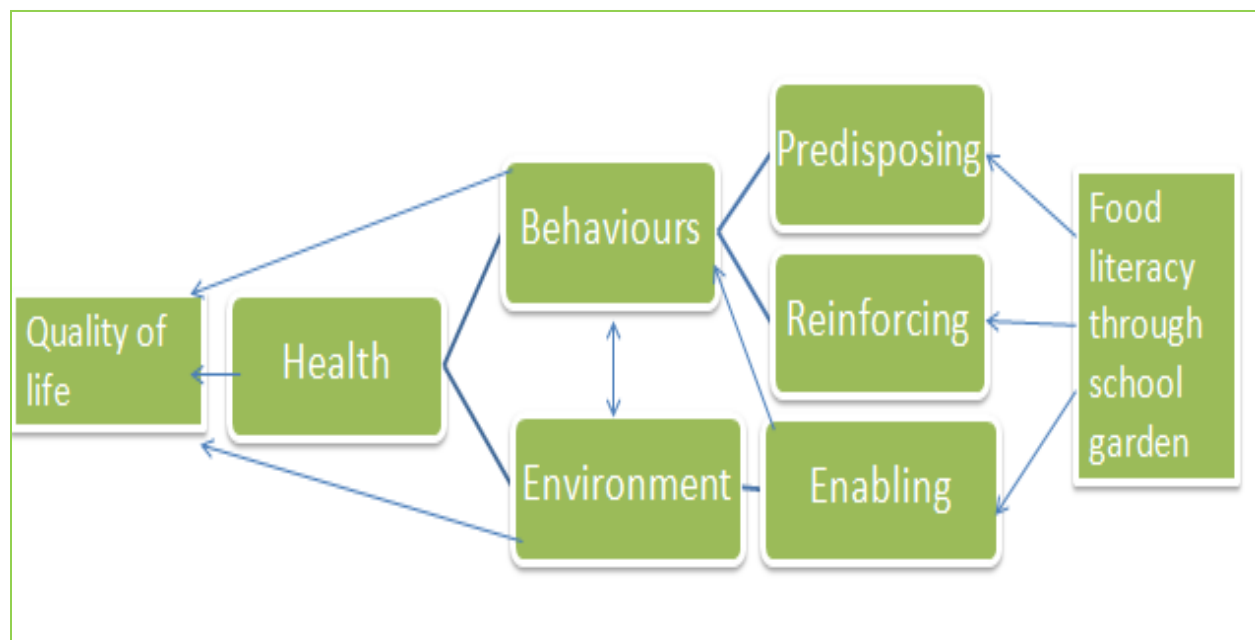 Quality of
life
Health
Behaviours
Environment
Predisposing
Reinforcing
Enabling
Food
literacy
through
school
garden